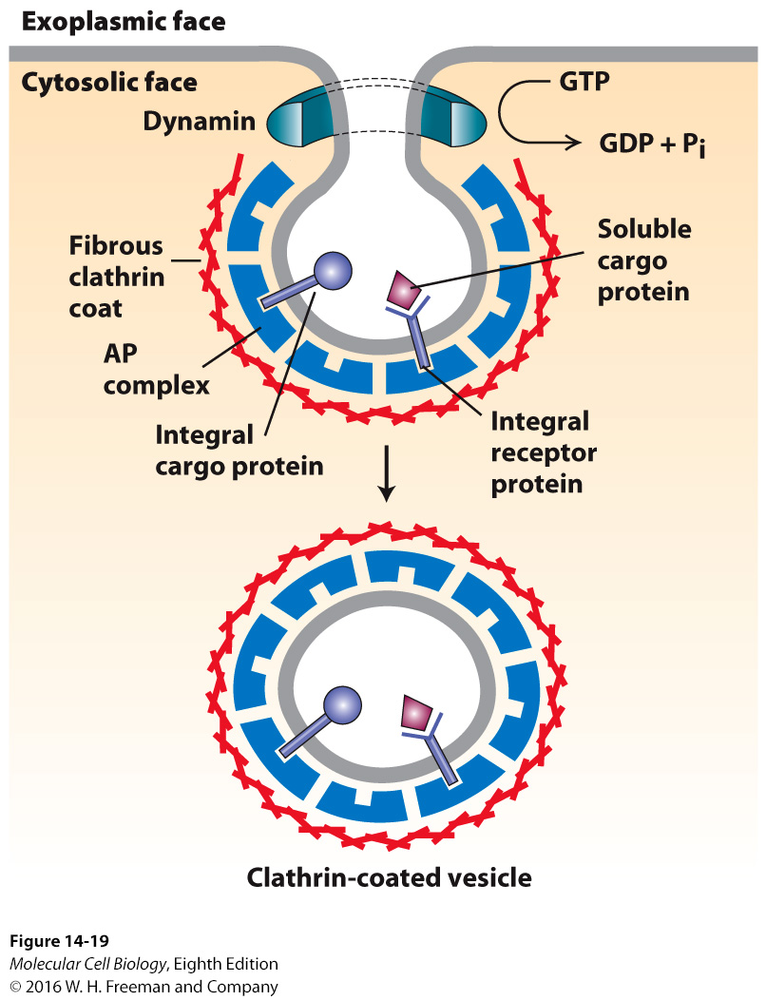 Exoplasmic face
Cytosolic face
GTP
Dynamin
GDP + Pi
Soluble
cargo
protein
Fibrous
clathrin
coat
AP
complex
Integral
cargo protein
Integral
receptor
protein
Clathrin-coated vesicle
Figure 14-19
Molecular Cell Biology, Eighth Edition
© 2016 W. H. Freeman and Company